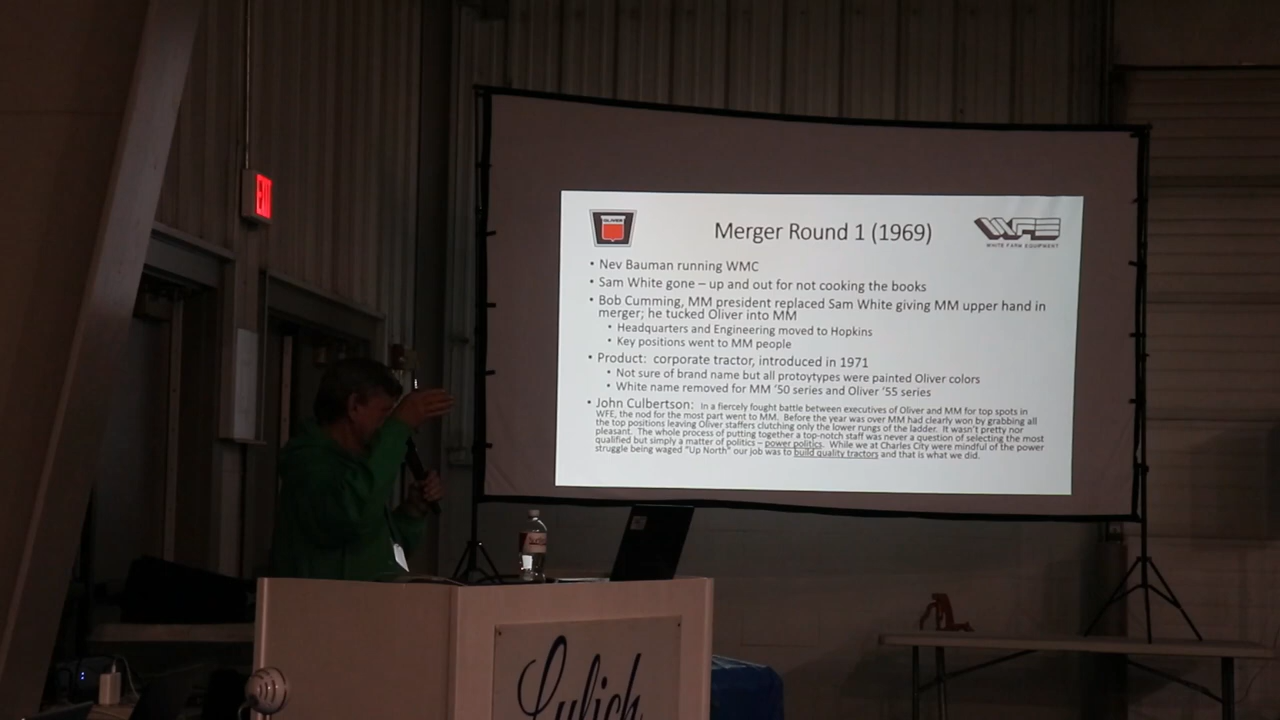 EXIT
OLIVER
Merger Round 1 (1969)
WFE
WHITE FARM EQUIPMENT
• Nev Bauman running WMC
• Sam White gone – up and out for not cooking the books
• Bob Cumming, MM president replaced Sam White giving MM upper hand in
merger; he tucked Oliver into MM
• Headquarters and Engineering moved to Hopkins
• Key positions went to MM people
• Product: corporate tractor, introduced in 1971
• Not sure of brand name but all protoytypes were painted Oliver colors
• White name removed for MM '50 series and Oliver '55 series
• John Culbertson: In a fiercely fought battle between executives of Oliver and MM for top spots in
WFE, the nod for the most part went to MM. Before the year was over MM had clearly won by grabbing all
the top positions leaving Oliver staffers clutching only the lower rungs of the ladder. It wasn't pretty nor
pleasant. The whole process of putting together a top-notch staff was never a question of selecting the most
qualified but simply a matter of politics – power politics. While we at Charles City were mindful of the power
struggle being waged "Up North" our job was to build quality tractors and that is what we did.
Lulich